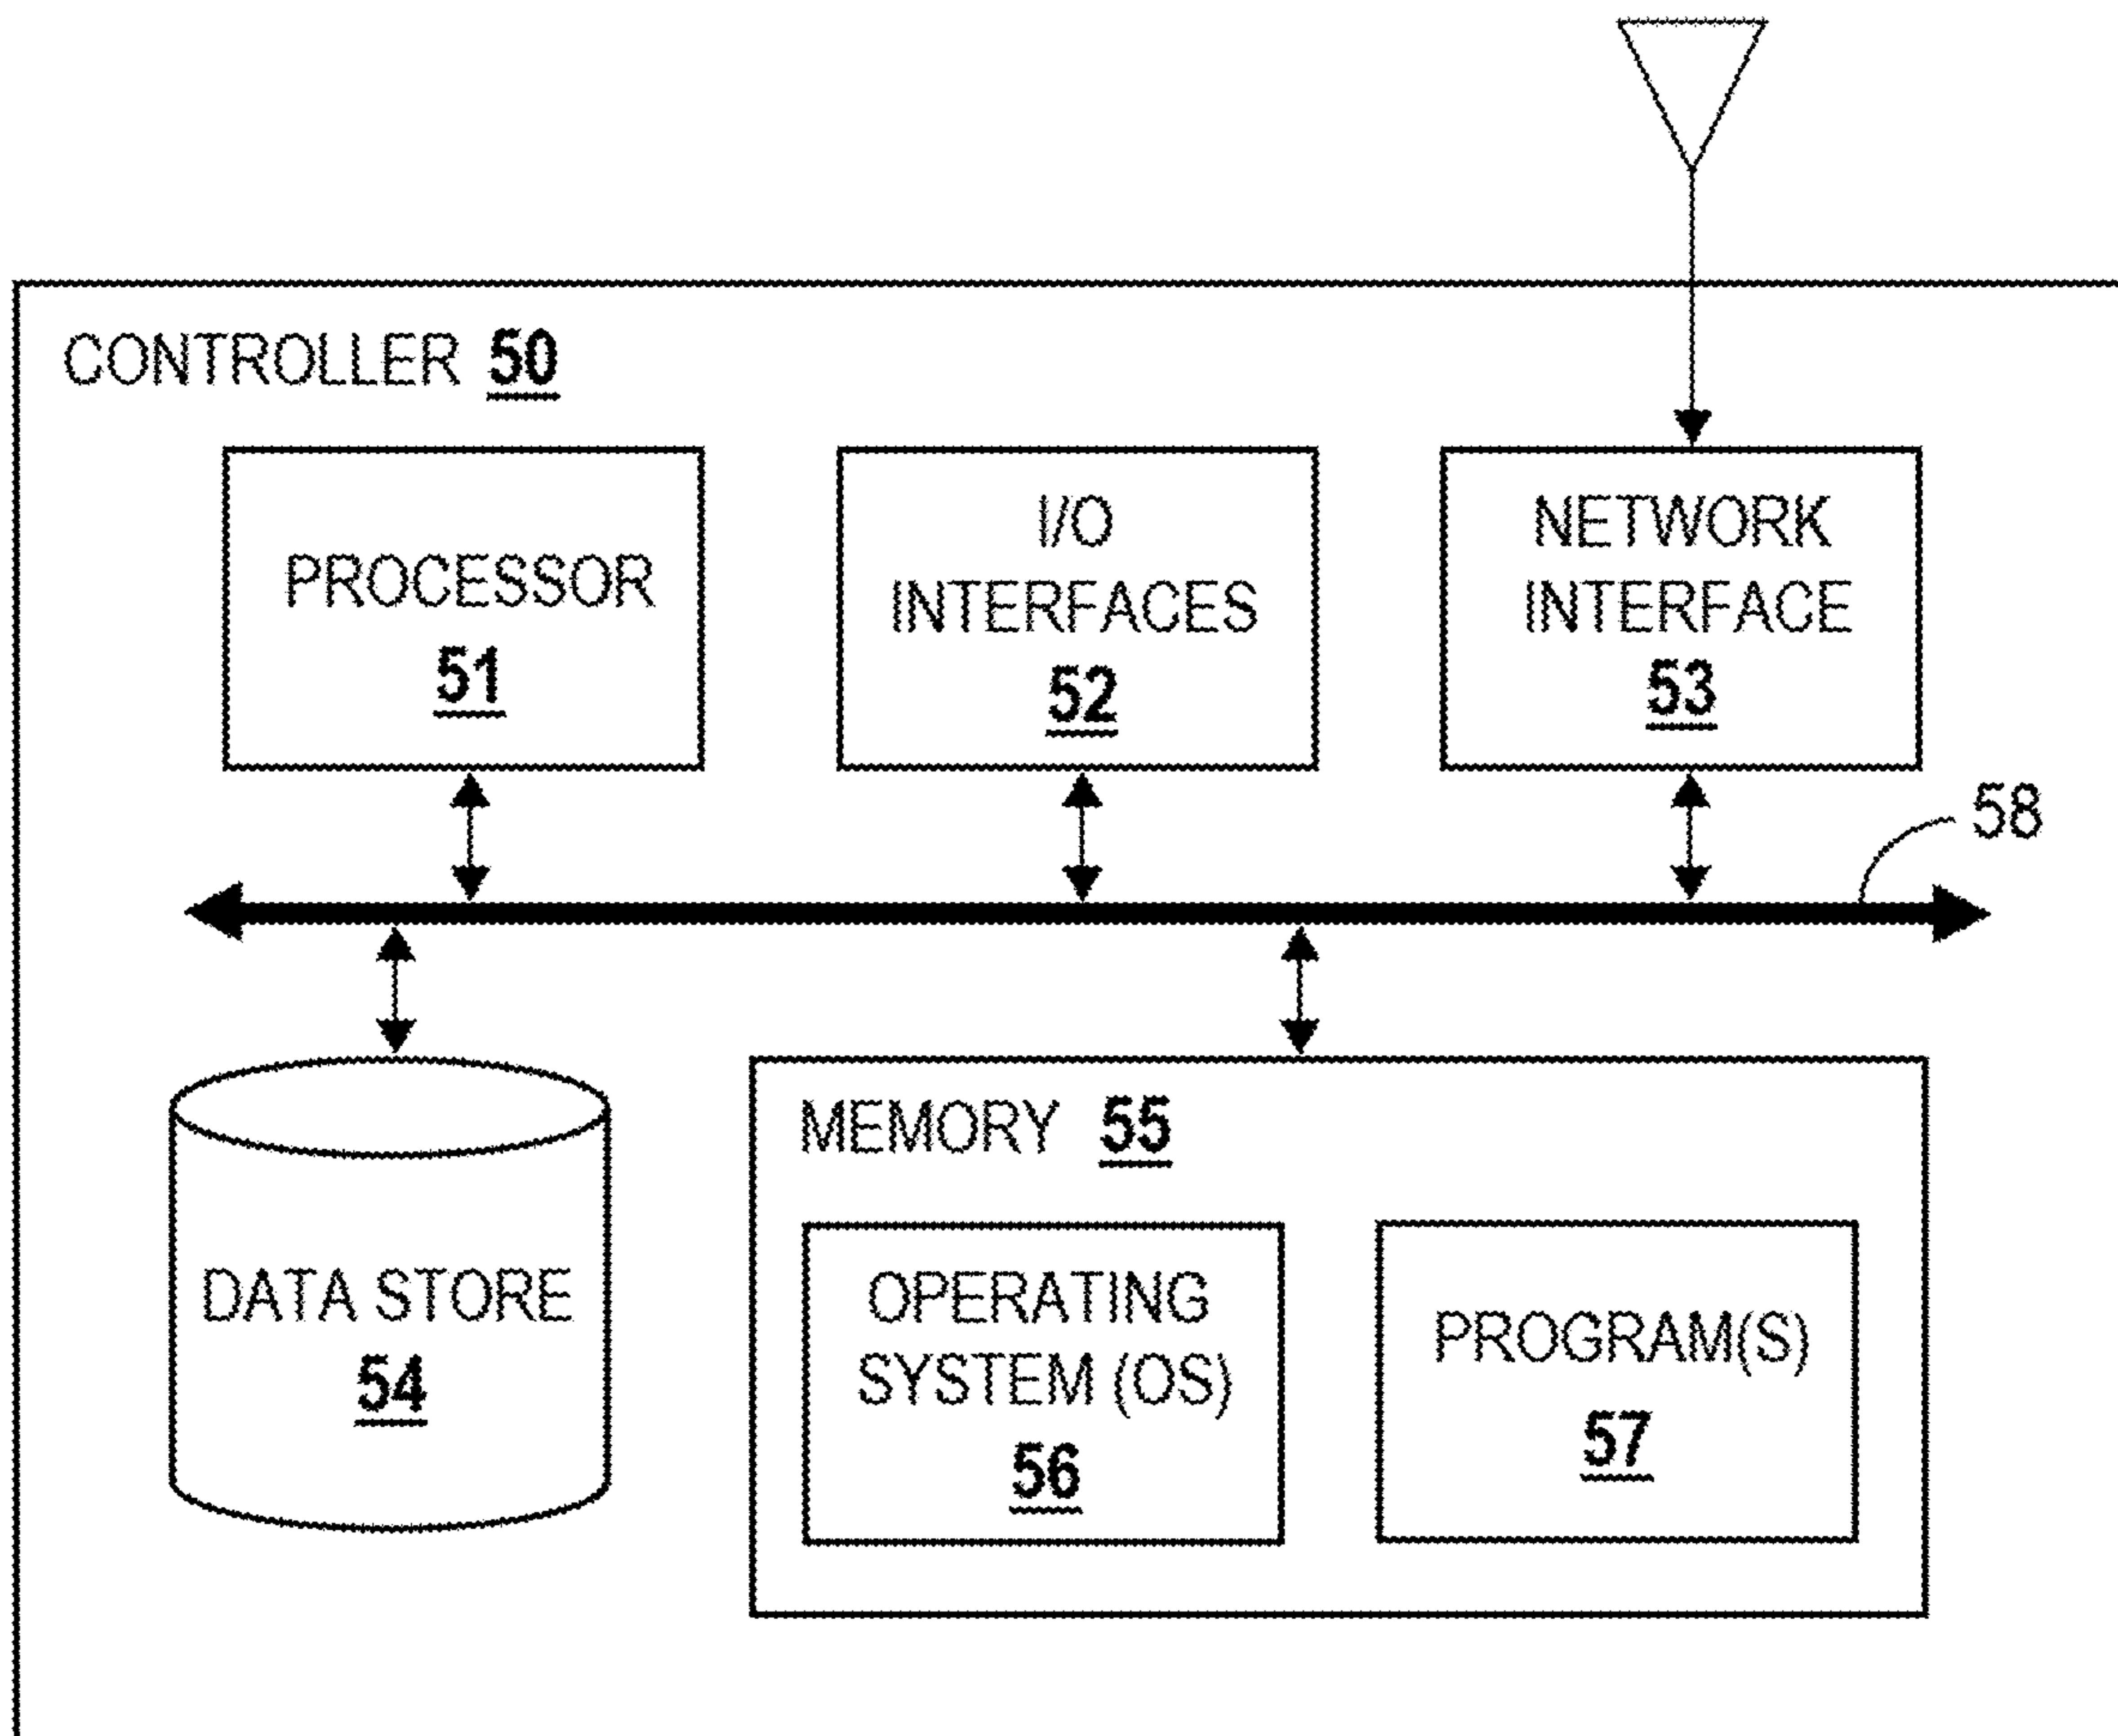 CONTROLLER 50
PROCESSOR
51
I/O
INTERFACES
52
NETWORK
INTERFACE
53
58
DATA STORE
54
MEMORY 55
OPERATING
SYSTEM (OS)
56
PROGRAM(S)
57